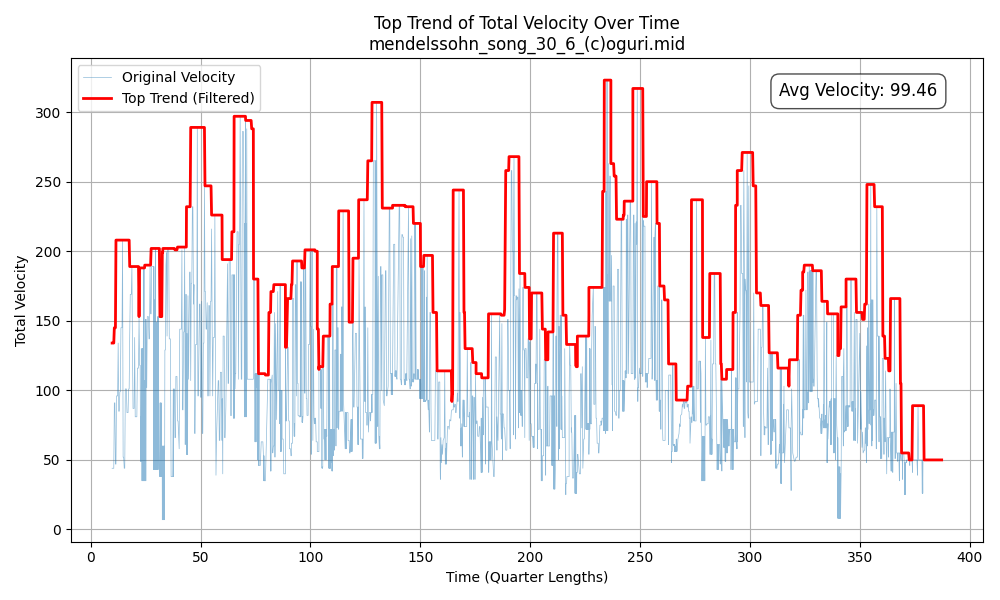 Top Trend of Total Velocity Over Time
mendelssohn_song_30_6_(c)oguri.mid
Original Velocity
Top Trend (Filtered)
Avg Velocity: 99.46
Total Velocity
300
250
200
150
100
50
0
0 50 100 150 200 250 300 350 400
Time (Quarter Lengths)